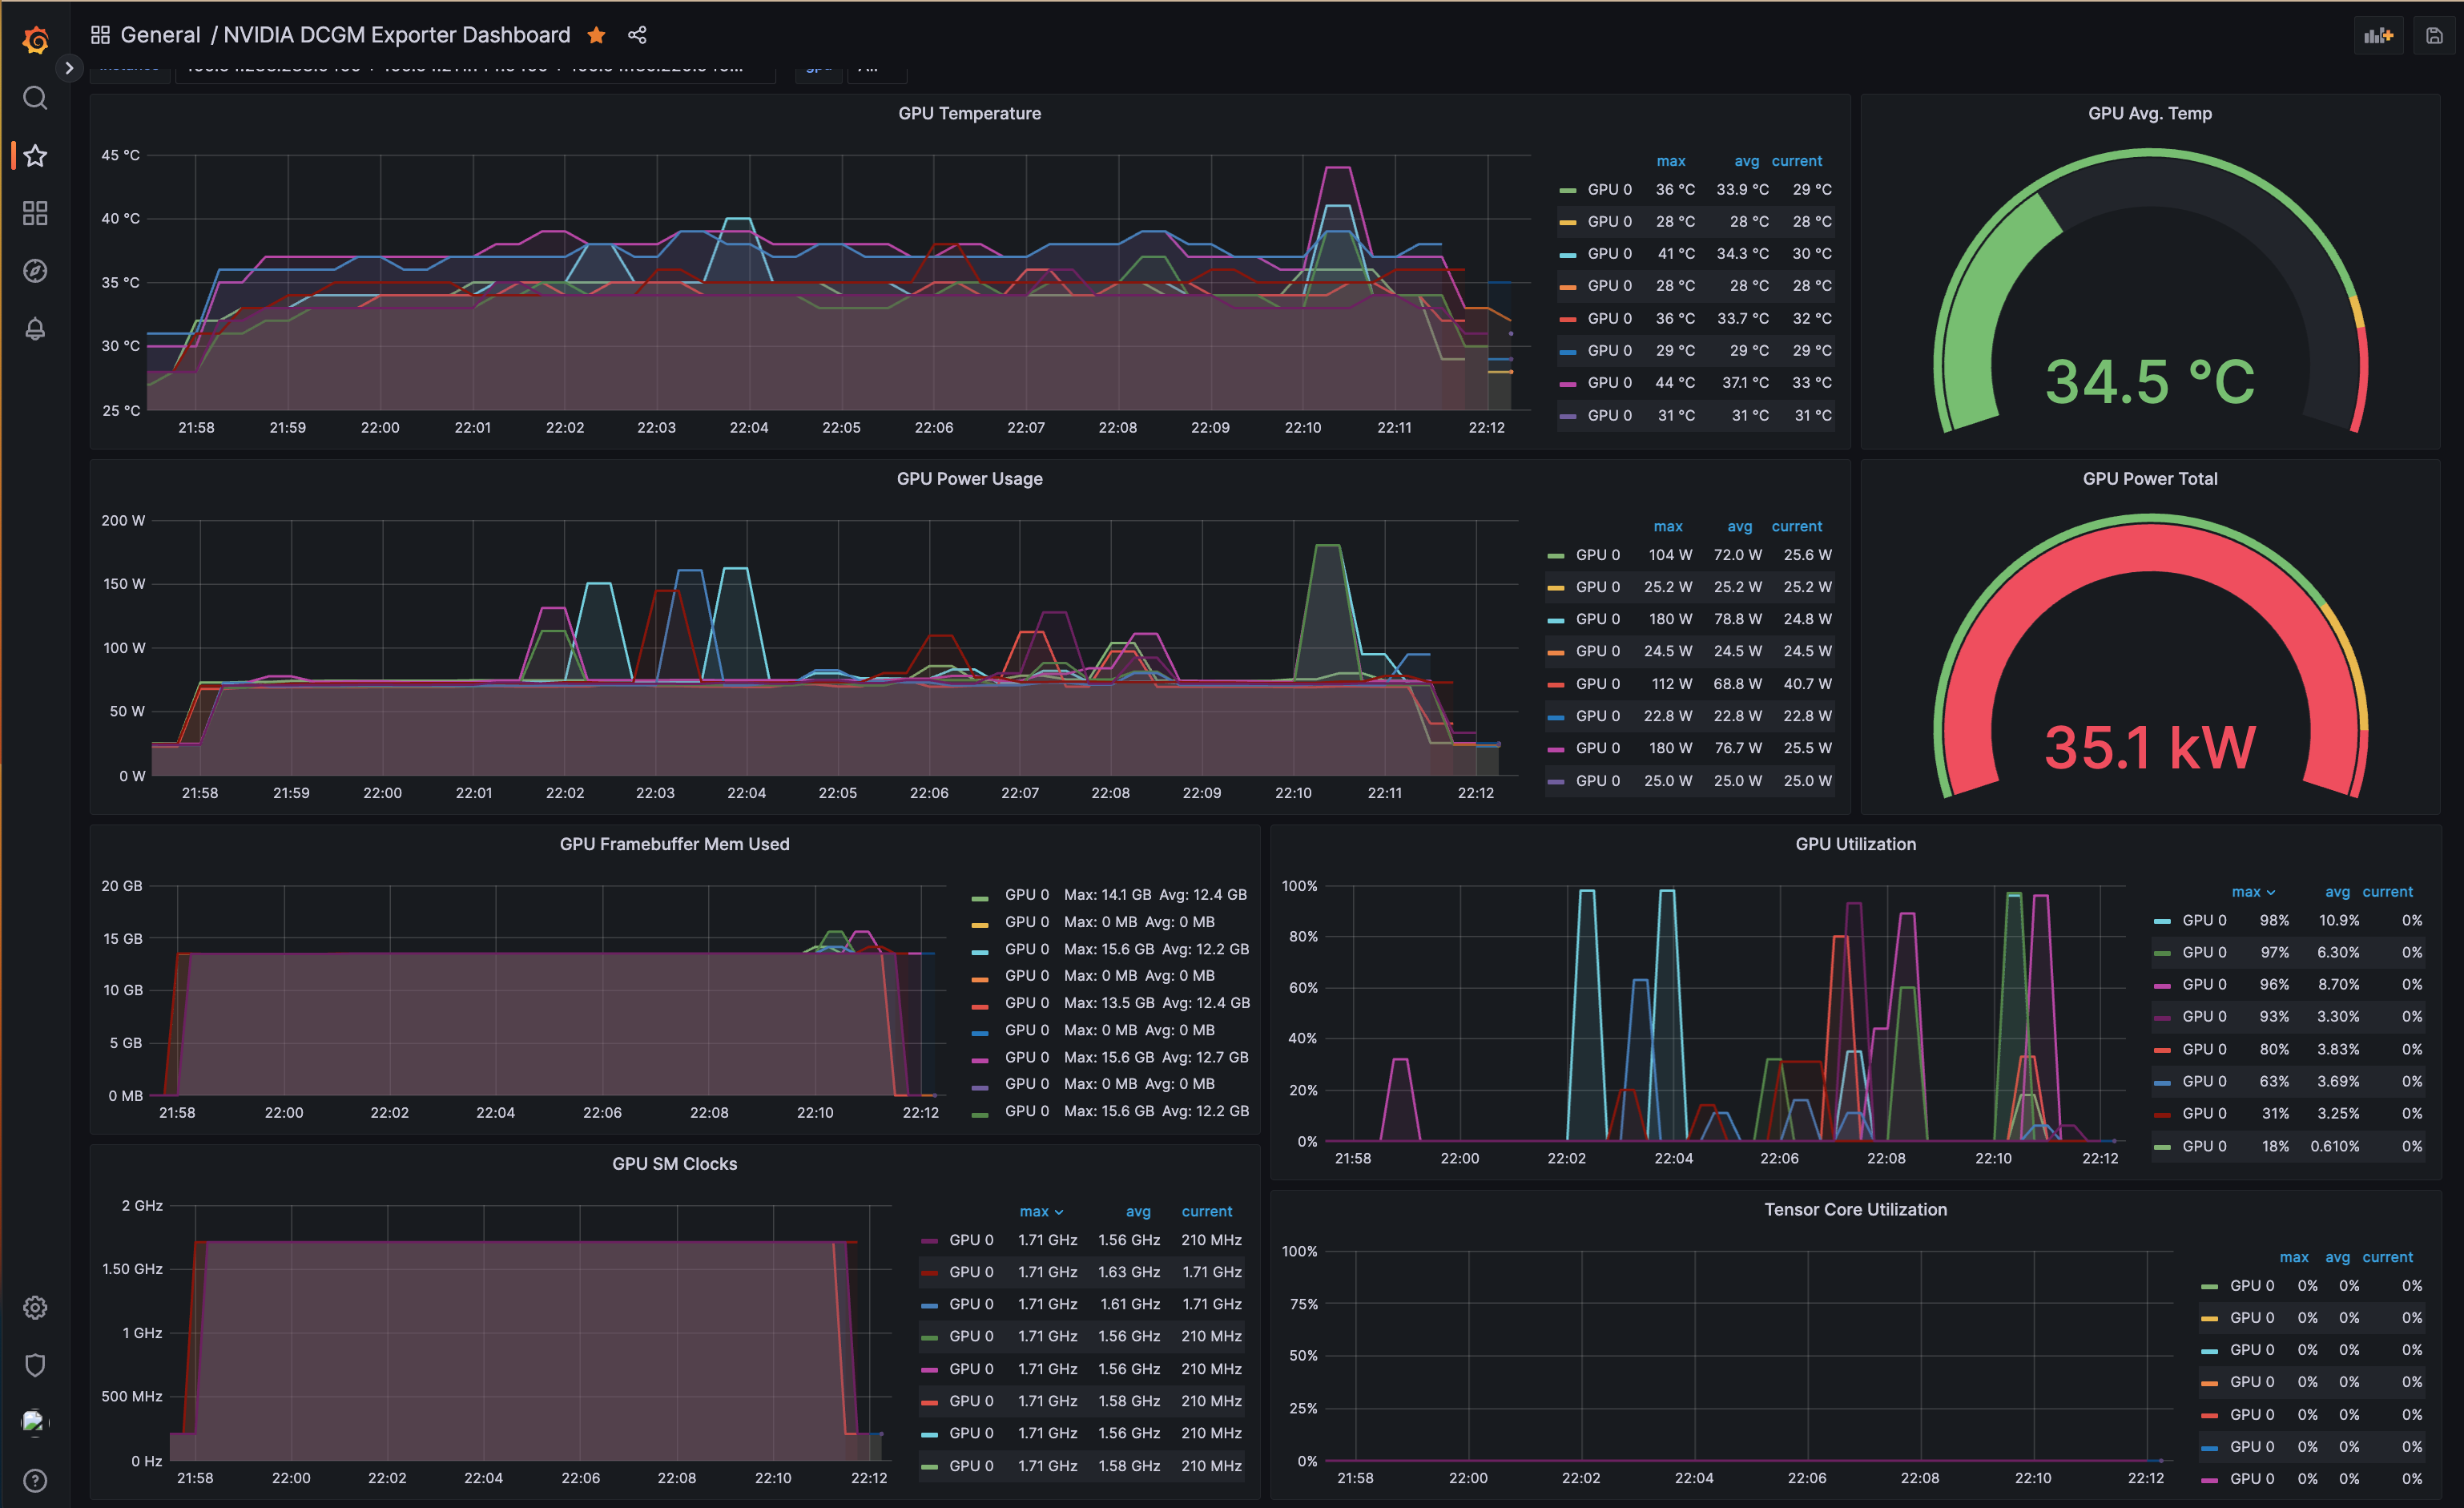 General / NVIDIA DCGM Exporter Dashboard
GPU Temperature
45 °C
40 °C
35 °C
30 °C
25 °C
21:58 21:59 22:00 22:01 22:02 22:03 22:04 22:05 22:06 22:07 22:08 22:09 22:10 22:11 22:12
max avg current
GPU 0 36 °C 33.9 °C 29 °C
GPU 0 28 °C 28 °C 28 °C
GPU 0 41 °C 34.3 °C 30 °C
GPU 0 28 °C 28 °C 28 °C
GPU 0 36 °C 33.7 °C 32 °C
GPU 0 29 °C 29 °C 29 °C
GPU 0 44 °C 37.1 °C 33 °C
GPU 0 31 °C 31 °C 31 °C
GPU Avg. Temp
34.5 °C
GPU Power Usage
200 W
150 W
100 W
50 W
0 W
21:58 21:59 22:00 22:01 22:02 22:03 22:04 22:05 22:06 22:07 22:08 22:09 22:10 22:11 22:12
max avg current
GPU 0 104 W 72.0 W 25.6 W
GPU 0 25.2 W 25.2 W 25.2 W
GPU 0 180 W 78.8 W 24.8 W
GPU 0 24.5 W 24.5 W 24.5 W
GPU 0 112 W 68.8 W 40.7 W
GPU 0 22.8 W 22.8 W 22.8 W
GPU 0 180 W 76.7 W 25.5 W
GPU 0 25.0 W 25.0 W 25.0 W
GPU Power Total
35.1 kW
GPU Framebuffer Mem Used
20 GB
15 GB
10 GB
5 GB
0 MB
21:58 22:00 22:02 22:04 22:06 22:08 22:10 22:12
GPU 0 Max: 14.1 GB Avg: 12.4 GB
GPU 0 Max: 0 MB Avg: 0 MB
GPU 0 Max: 15.6 GB Avg: 12.2 GB
GPU 0 Max: 0 MB Avg: 0 MB
GPU 0 Max: 13.5 GB Avg: 12.4 GB
GPU 0 Max: 0 MB Avg: 0 MB
GPU 0 Max: 15.6 GB Avg: 12.7 GB
GPU 0 Max: 0 MB Avg: 0 MB
GPU 0 Max: 15.6 GB Avg: 12.2 GB
GPU Utilization
100%
80%
60%
40%
20%
0%
21:58 22:00 22:02 22:04 22:06 22:08 22:10 22:12
max avg current
GPU 0 98% 10.9% 0%
GPU 0 97% 6.30% 0%
GPU 0 96% 8.70% 0%
GPU 0 93% 3.30% 0%
GPU 0 80% 3.83% 0%
GPU 0 63% 3.69% 0%
GPU 0 31% 3.25% 0%
GPU 0 18% 0.610% 0%
GPU SM Clocks
2 GHz
1.50 GHz
1 GHz
500 MHz
0 Hz
21:58 22:00 22:02 22:04 22:06 22:08 22:10 22:12
max avg current
GPU 0 1.71 GHz 1.56 GHz 210 MHz
GPU 0 1.71 GHz 1.63 GHz 1.71 GHz
GPU 0 1.71 GHz 1.61 GHz 1.71 GHz
GPU 0 1.71 GHz 1.56 GHz 210 MHz
GPU 0 1.71 GHz 1.56 GHz 210 MHz
GPU 0 1.71 GHz 1.58 GHz 210 MHz
GPU 0 1.71 GHz 1.56 GHz 210 MHz
GPU 0 1.71 GHz 1.58 GHz 210 MHz
Tensor Core Utilization
100%
75%
50%
25%
0%
21:58 22:00 22:02 22:04 22:06 22:08 22:10 22:12
max avg current
GPU 0 0% 0% 0%
GPU 0 0% 0% 0%
GPU 0 0% 0% 0%
GPU 0 0% 0% 0%
GPU 0 0% 0% 0%
GPU 0 0% 0% 0%
GPU 0 0% 0% 0%